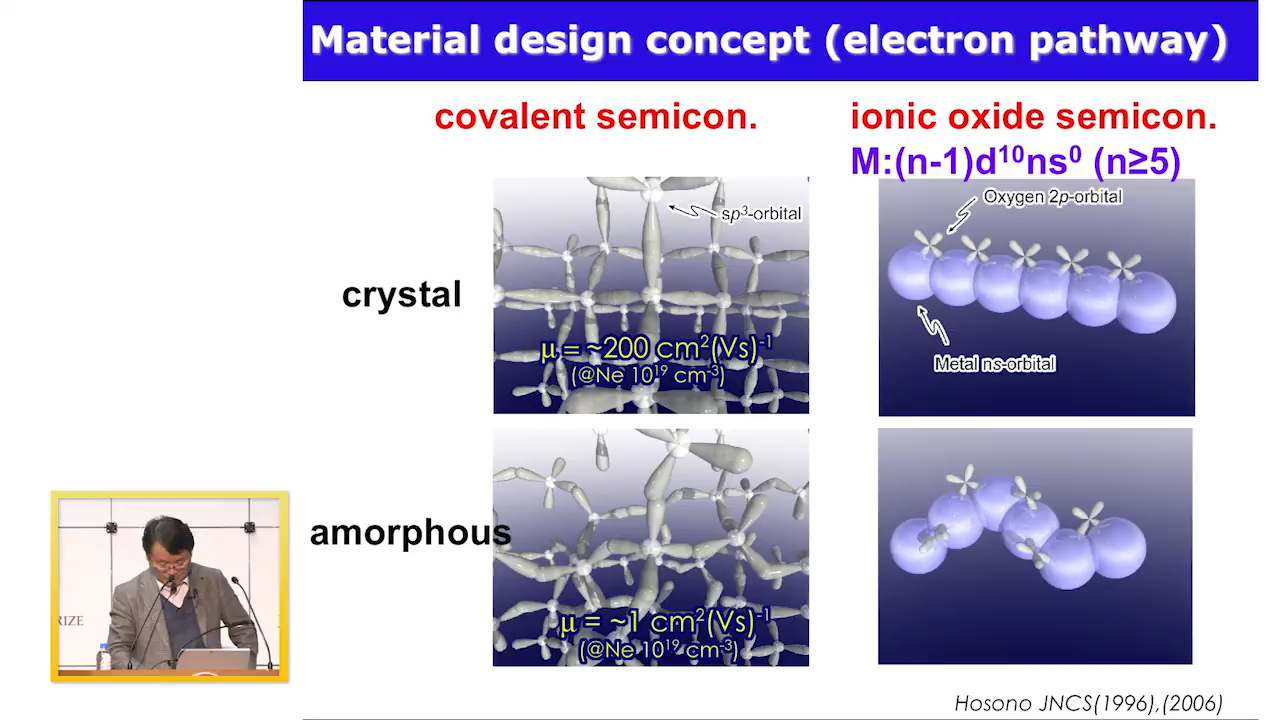 Material design concept (electron pathway)
covalent semicon.
ionic oxide semicon.
M:(n-1)d¹⁰ns⁰ (n≥5)
sp³-orbital
Oxygen 2p-orbital
crystal
μ = ~200 cm²(Vs)⁻¹
(@Ne 10¹⁹ cm⁻³)
Metal ns-orbital
amorphous
μ = ~1 cm²(Vs)⁻¹
(@Ne 10¹⁹ cm⁻³)
RIZE
Hosono JNCS(1996),(2006)